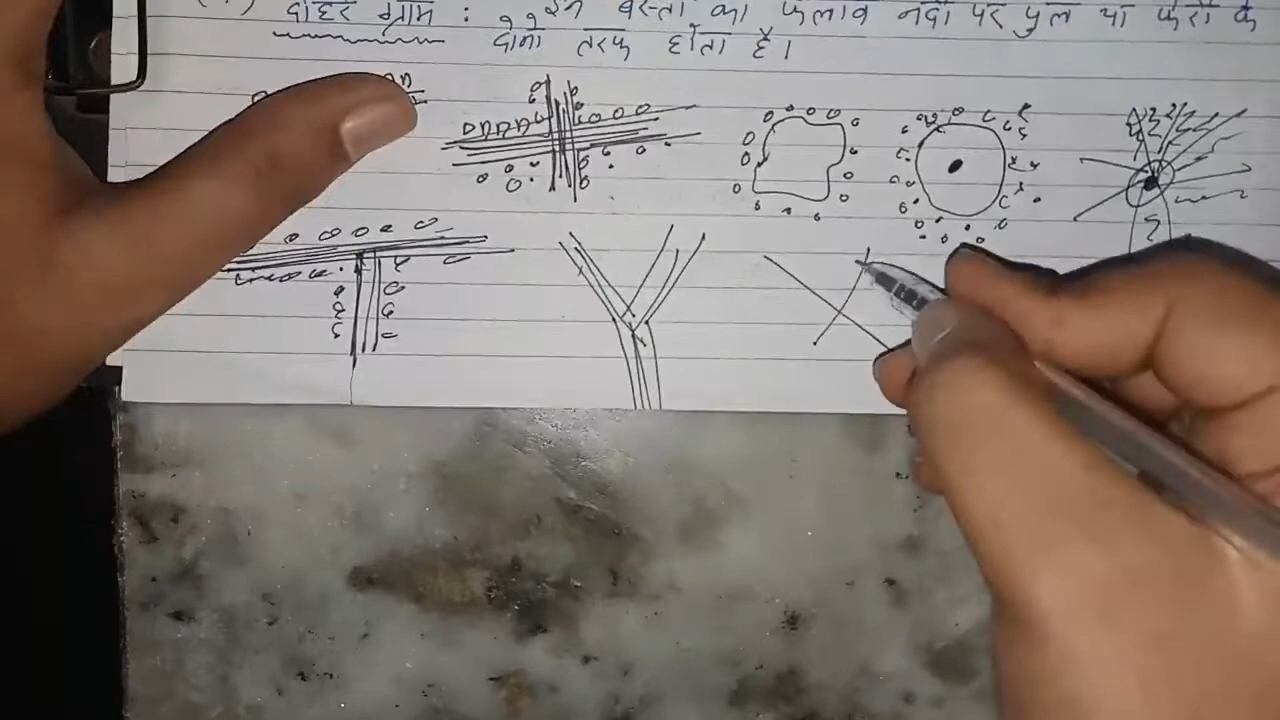 दोहरे ग्राम : इन बस्ती का फैलाव नदी पर पुल या फेरी के
दोनों तरफ होता है।